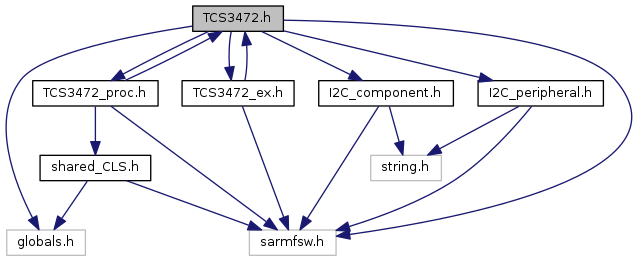 TCS3472.h
TCS3472_proc.h
TCS3472_ex.h
I2C_component.h
I2C_peripheral.h
shared_CLS.h
string.h
globals.h
sarmfsw.h